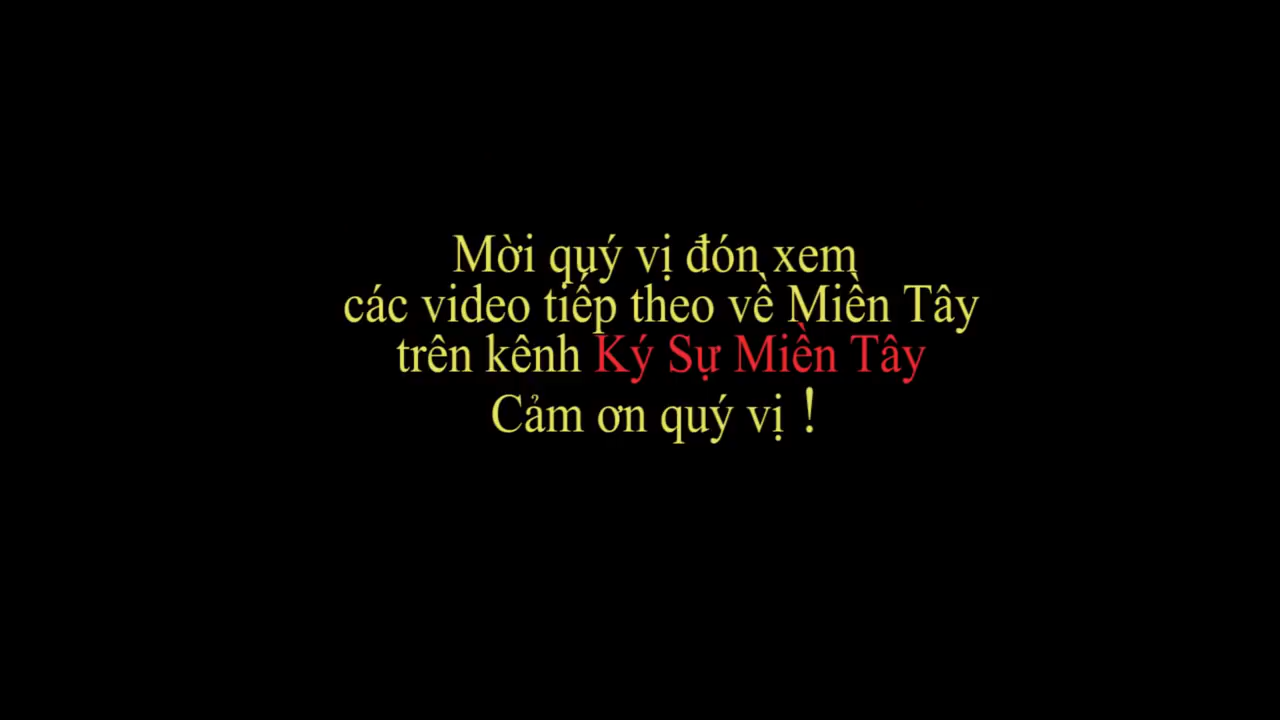 Mời quý vị đón xem
các video tiếp theo về Miền Tây
trên kênh Ký Sự Miền Tây
Cảm ơn quý vị !